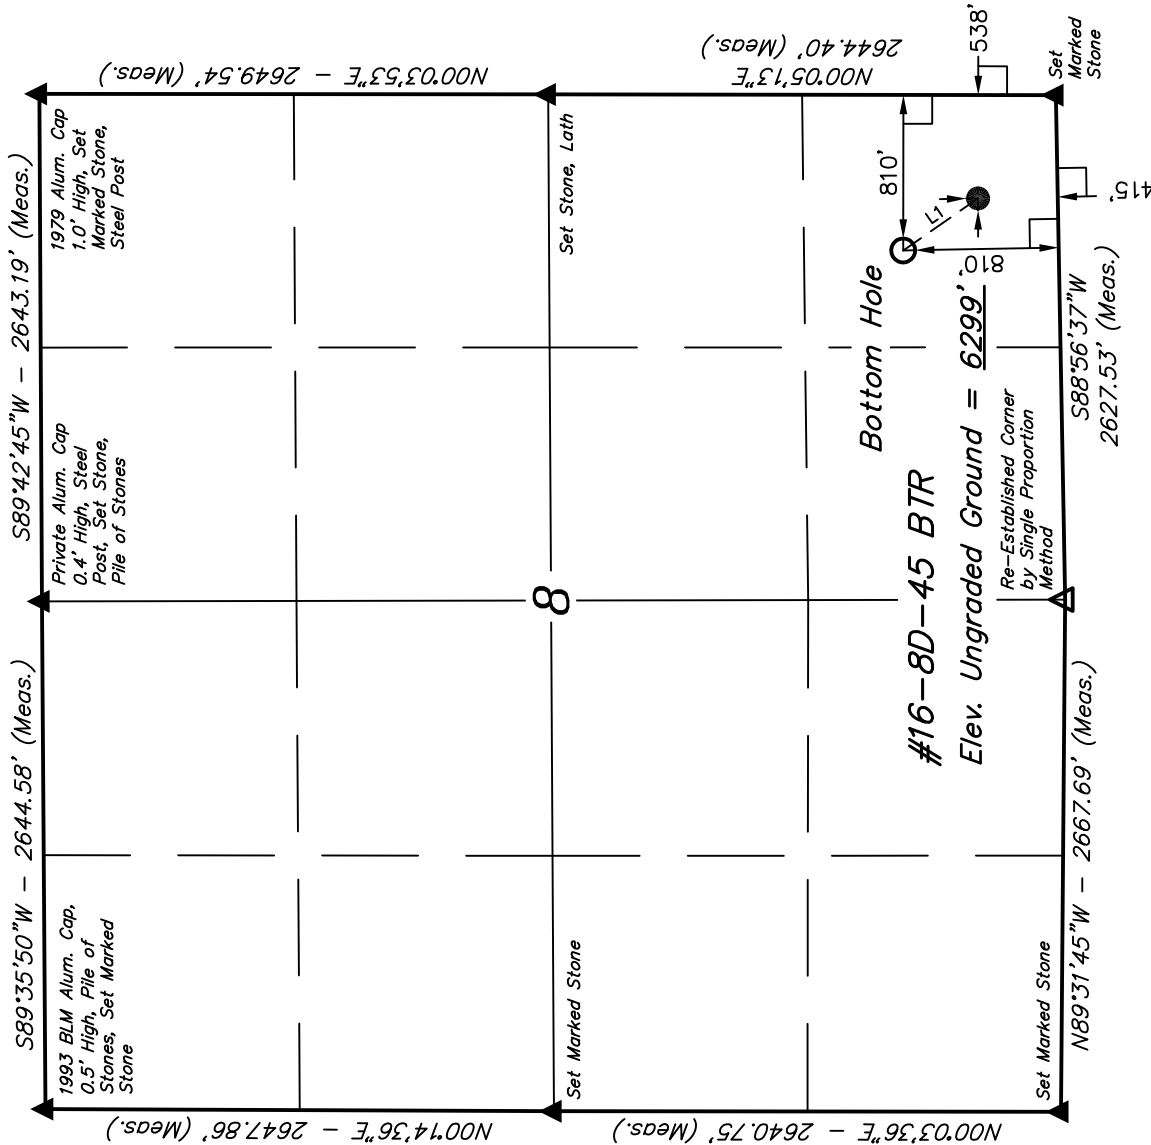 S89°35'50"W - 2644.58' (Meas.)
S89°42'45"W - 2643.19' (Meas.)
1993 BLM Alum. Cap,
0.5' High, Pile of
Stones, Set Marked
Stone
Private Alum. Cap
0.4' High, Steel
Post, Set Stone,
Pile of Stones
1979 Alum. Cap
1.0' High, Set
Marked Stone,
Steel Post
N00°14'36"E - 2647.86' (Meas.)
N00°03'53"E - 2649.54' (Meas.)
8
Set Marked Stone
Set Stone, Lath
N00°03'36"E - 2640.75' (Meas.)
N00°05'13"E
2644.40' (Meas.)
Bottom Hole
810'
L1
810'
538'
415'
#16-8D-45 BTR
Elev. Ungraded Ground = 6299'
Re-Established Corner
by Single Proportion
Method
Set Marked Stone
Set
Marked
Stone
N89°31'45"W - 2667.69' (Meas.)
S88°56'37"W
2627.53' (Meas.)